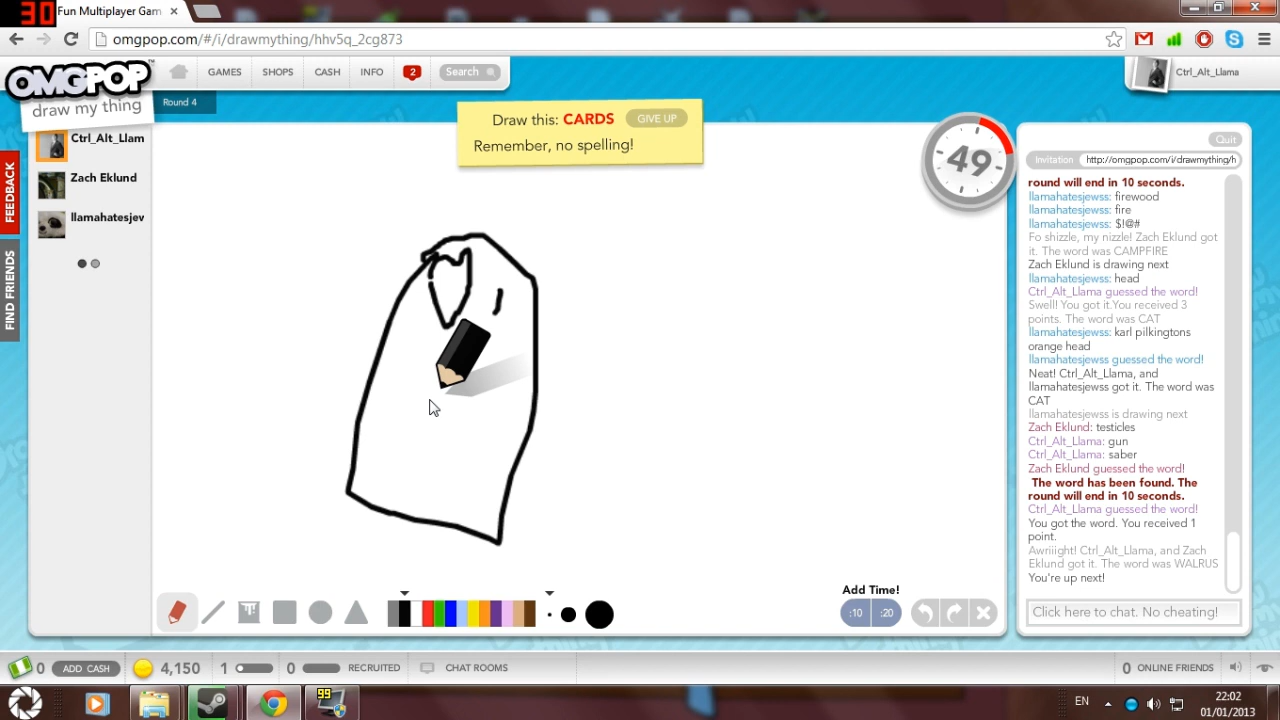 30
Fun Multiplayer Gam
omgpop.com/#/i/drawmything/hhv5q_2cg873
OMGPOP
draw my thing
GAMES SHOPS CASH INFO 2 Search
Ctrl_Alt_Llama
Round 4
Draw this: CARDS GIVE UP
Remember, no spelling!
49
Ctrl_Alt_Llam
Zach Eklund
llamahatesjew
FEEDBACK
FIND FRIENDS
Quit
Invitation http://omgpop.com/i/drawmything/h
round will end in 10 seconds.
llamahatesjewss: firewood
llamahatesjewss: fire
llamahatesjewss: $!@#
Fo shizzle, my nizzle! Zach Eklund got
it. The word was CAMPFIRE
Zach Eklund is drawing next
llamahatesjewss: head
Ctrl_Alt_Llama guessed the word!
Swell! You got it.You received 3
points. The word was CAT
llamahatesjewss: karl pilkingtons
orange head
llamahatesjewss guessed the word!
Neat! Ctrl_Alt_Llama, and
llamahatesjewss got it. The word was
CAT
llamahatesjewss is drawing next
Zach Eklund: testicles
Ctrl_Alt_Llama: gun
Ctrl_Alt_Llama: saber
Zach Eklund guessed the word!
The word has been found. The
round will end in 10 seconds.
Ctrl_Alt_Llama guessed the word!
You got the word. You received 1
point.
Awriiight! Ctrl_Alt_Llama, and Zach
Eklund got it. The word was WALRUS
You're up next!
Click here to chat. No cheating!
Add Time!
:10 :20
0 ADD CASH 4,150 1 0 RECRUITED CHAT ROOMS 0 ONLINE FRIENDS
99
EN
22:02
01/01/2013